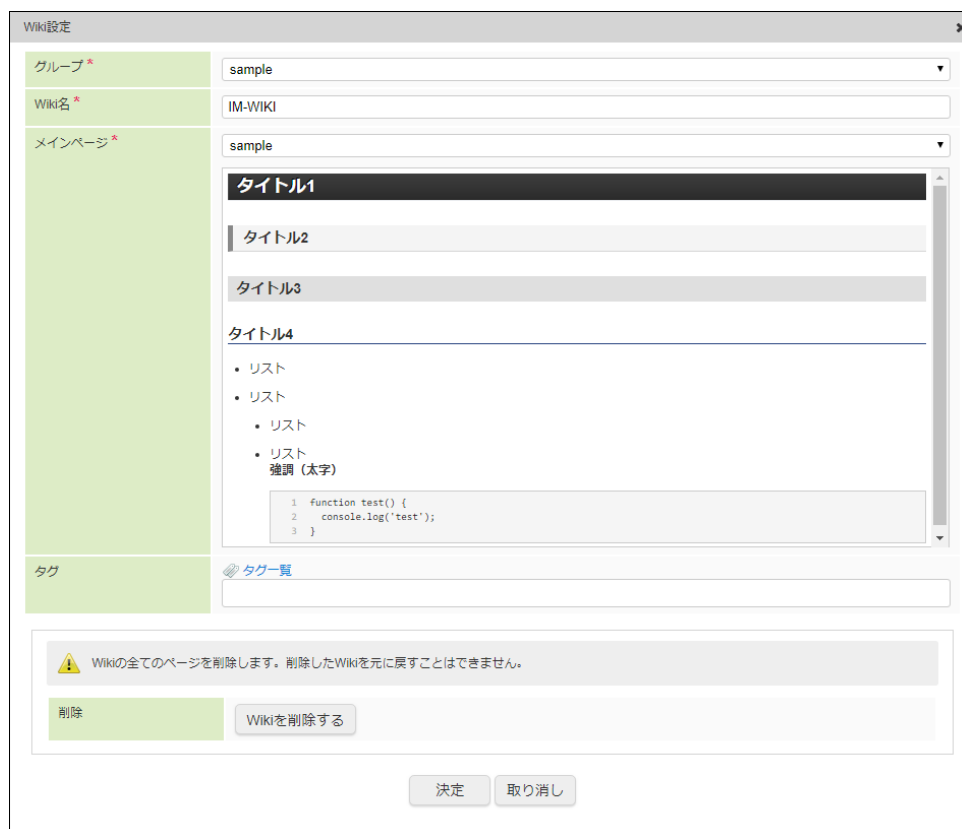 Wiki設定
グループ *
sample
Wiki名 *
IM-WIKI
メインページ *
sample
タイトル1
タイトル2
タイトル3
タイトル4
• リスト
• リスト
• リスト
• リスト
強調（太字）
1 function test() {
2   console.log('test');
3 }
タグ
タグ一覧
Wikiの全てのページを削除します。削除したWikiを元に戻すことはできません。
削除
Wikiを削除する
決定 取り消し